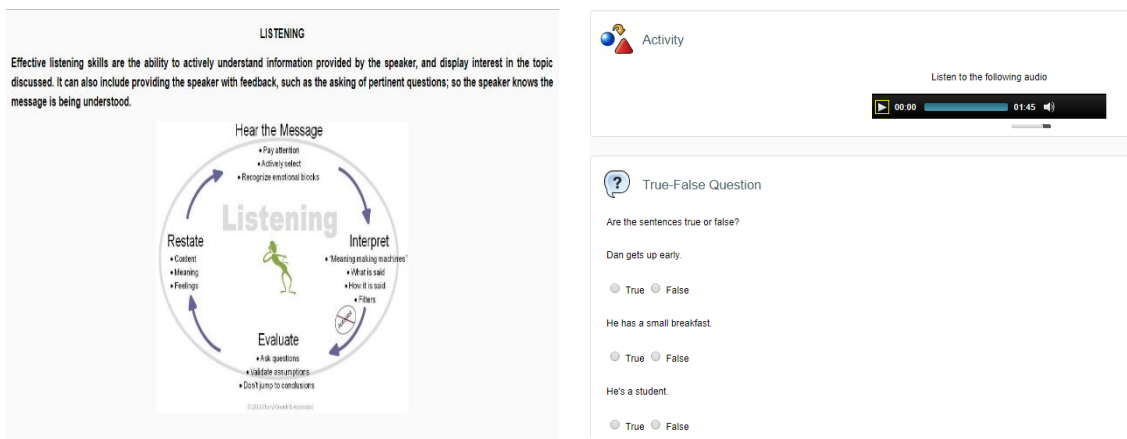 LISTENING
Effective listening skills are the ability to actively understand information provided by the speaker, and display interest in the topic
discussed. It can also include providing the speaker with feedback, such as the asking of pertinent questions; so the speaker knows the
message is being understood.
Hear the Message
• Pay attention
• Actively select
• Recognize emotional blocks
Listening
Restate
• Content
• Meaning
• Feelings
Interpret
• "Meaning making machines"
• What is said
• How it is said
• Filters
Evaluate
• Ask questions
• Validate assumptions
• Don't jump to conclusions
Activity
Listen to the following audio
00:00 01:45
?
True-False Question
Are the sentences true or false?
Dan gets up early.
True False
He has a small breakfast.
True False
He's a student.
True False